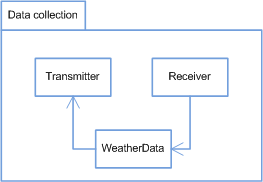 Data collection
Transmitter
Receiver
WeatherData